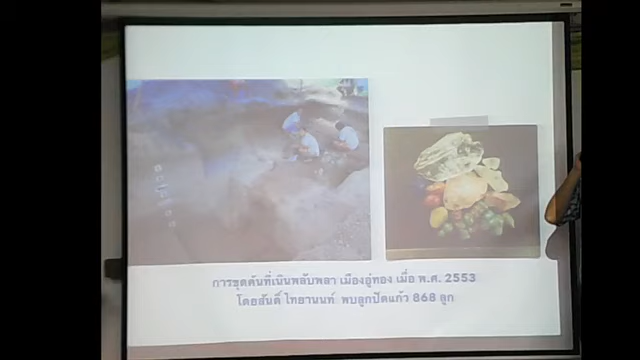 การขุดค้นที่เนินพลับพลา เมืองอู่ทอง เมื่อ พ.ศ. 2553
โดยสันติ์ ไทยานนท์ พบลูกปัดแก้ว 868 ลูก